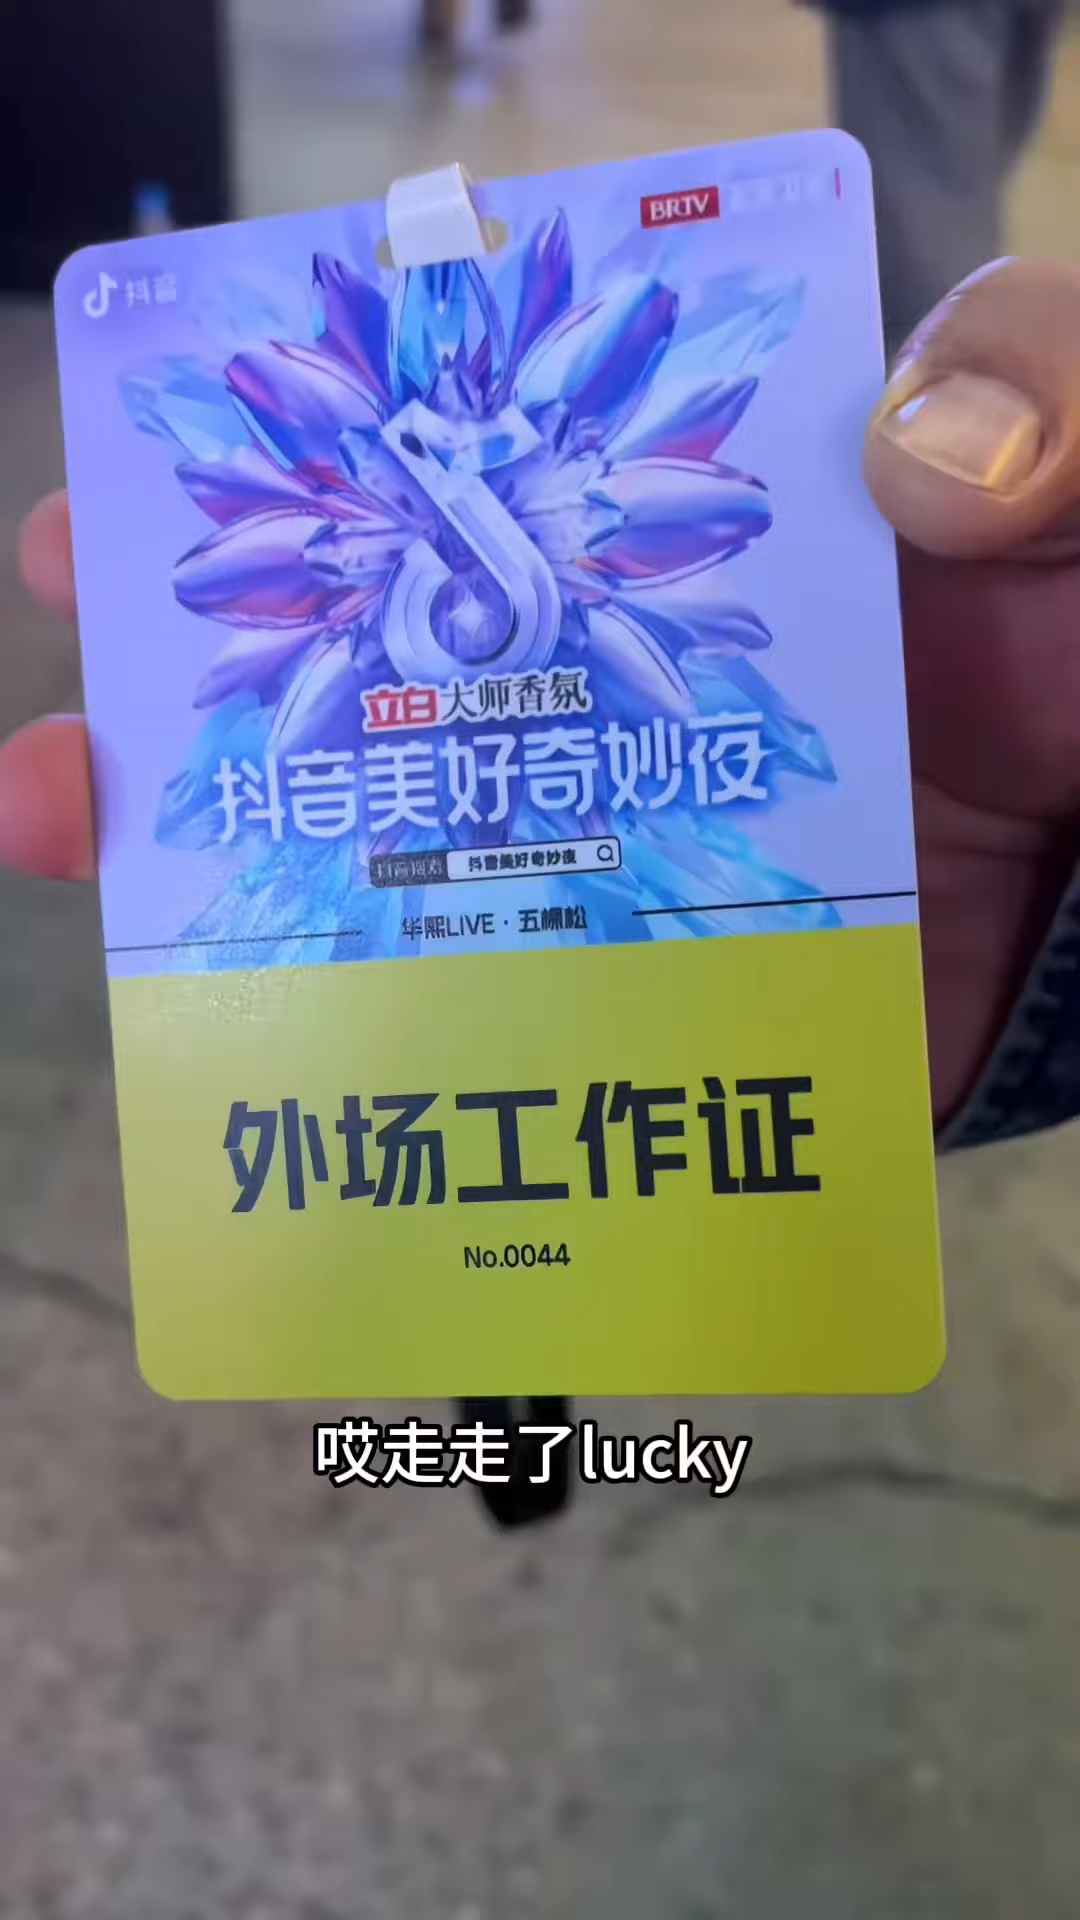 抖音
BRTV
立白大师香氛
抖音美好奇妙夜
抖音搜索 抖音美好奇妙夜
华熙LIVE · 五棵松
外场工作证
No.0044
哎走走了lucky